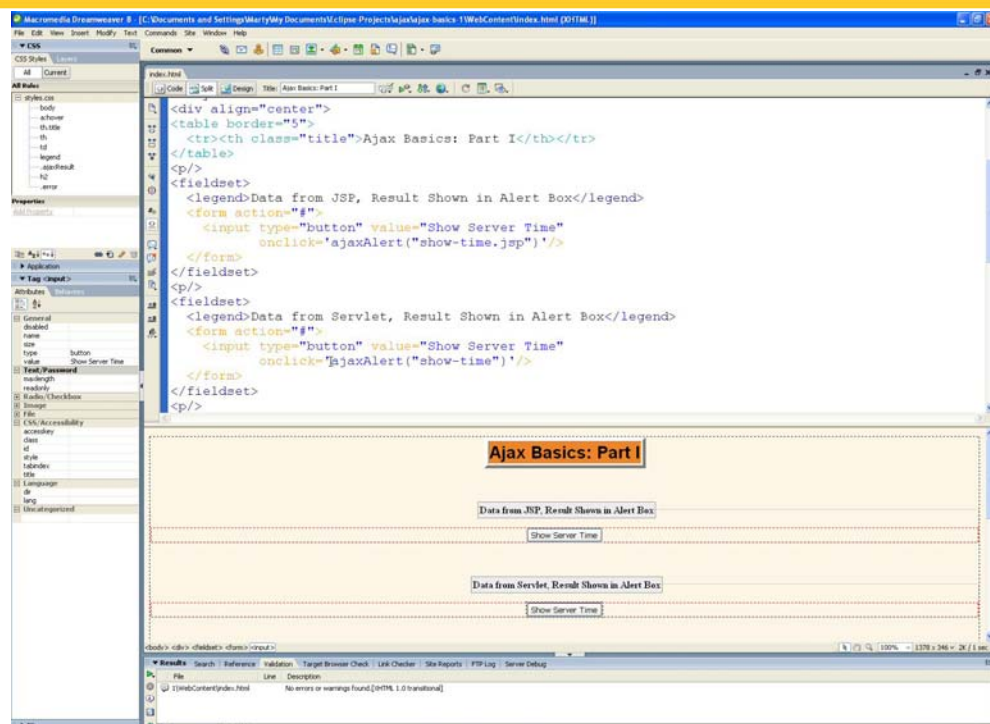 Macromedia Dreamweaver 8 - [C:\Documents and Settings\Marty\My Documents\Eclipse-Projects\ajax\ajax-basics-1\WebContent\index.html (XHTML)]
File Edit View Insert Modify Text Commands Site Window Help
CSS
Common
CSS Styles Layers
All Current
index.html
All Rules
Code Split Design Title: Ajax Basics: Part I
styles.css
body
a:hover
th.title
th
td
legend
.ajaxResult
h2
.error
Properties
Add Property
<div align="center">
<table border="5">
<tr><th class="title">Ajax Basics: Part I</th></tr>
</table>
<p/>
<fieldset>
<legend>Data from JSP, Result Shown in Alert Box</legend>
<form action="#">
<input type="button" value="Show Server Time"
onclick='ajaxAlert("show-time.jsp")'/>
</form>
</fieldset>
<p/>
<fieldset>
<legend>Data from Servlet, Result Shown in Alert Box</legend>
<form action="#">
<input type="button" value="Show Server Time"
onclick='ajaxAlert("show-time")'/>
</form>
</fieldset>
<p/>
Application
Tag <input>
Attributes Behaviors
General
disabled
name
size
type button
value Show Server Time
Text/Password
maxlength
readonly
Radio/Checkbox
Image
File
CSS/Accessibility
accesskey
class
id
style
tabindex
title
Language
dir
lang
Uncategorized
Ajax Basics: Part I
Data from JSP, Result Shown in Alert Box
Show Server Time
Data from Servlet, Result Shown in Alert Box
Show Server Time
<body> <div> <fieldset> <form> <input>
100% 1378 x 346 2K / 1 sec
Results Search Reference Validation Target Browser Check Link Checker Site Reports FTP Log Server Debug
File Line Description
1\WebContent\index.html No errors or warnings found.[XHTML 1.0 transitional]